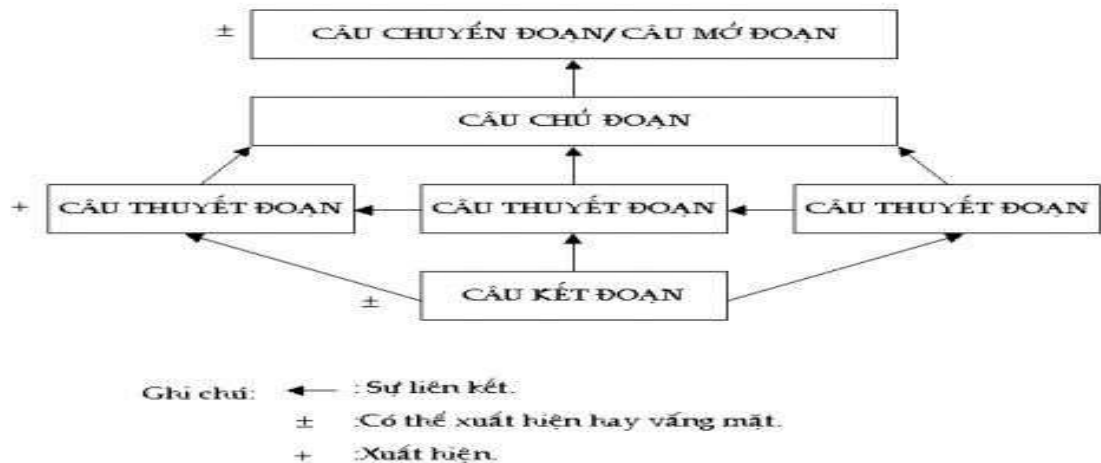 ± CÂU CHUYỂN ĐOẠN/ CÂU MỞ ĐOẠN
CÂU CHỦ ĐOẠN
+ CÂU THUYẾT ĐOẠN CÂU THUYẾT ĐOẠN CÂU THUYẾT ĐOẠN
± CÂU KẾT ĐOẠN
Ghi chú: :Sự liên kết.
± :Có thể xuất hiện hay vắng mặt.
+ :Xuất hiện.